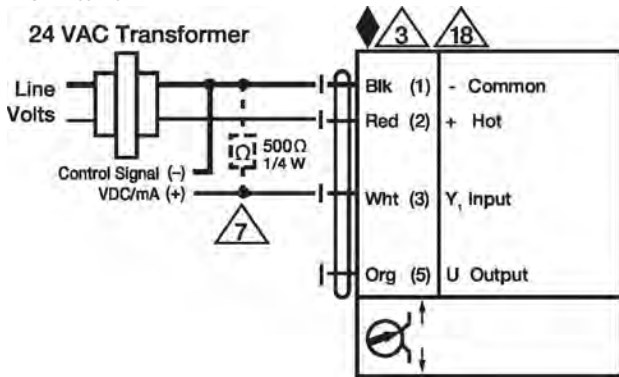 24 VAC Transformer
3
18
Line
Volts
Blk (1) - Common
Red (2) + Hot
Ω 500Ω
1/4 W
Control Signal (–)
VDC/mA (+)
Wht (3) Y1 Input
7
Org (5) U Output